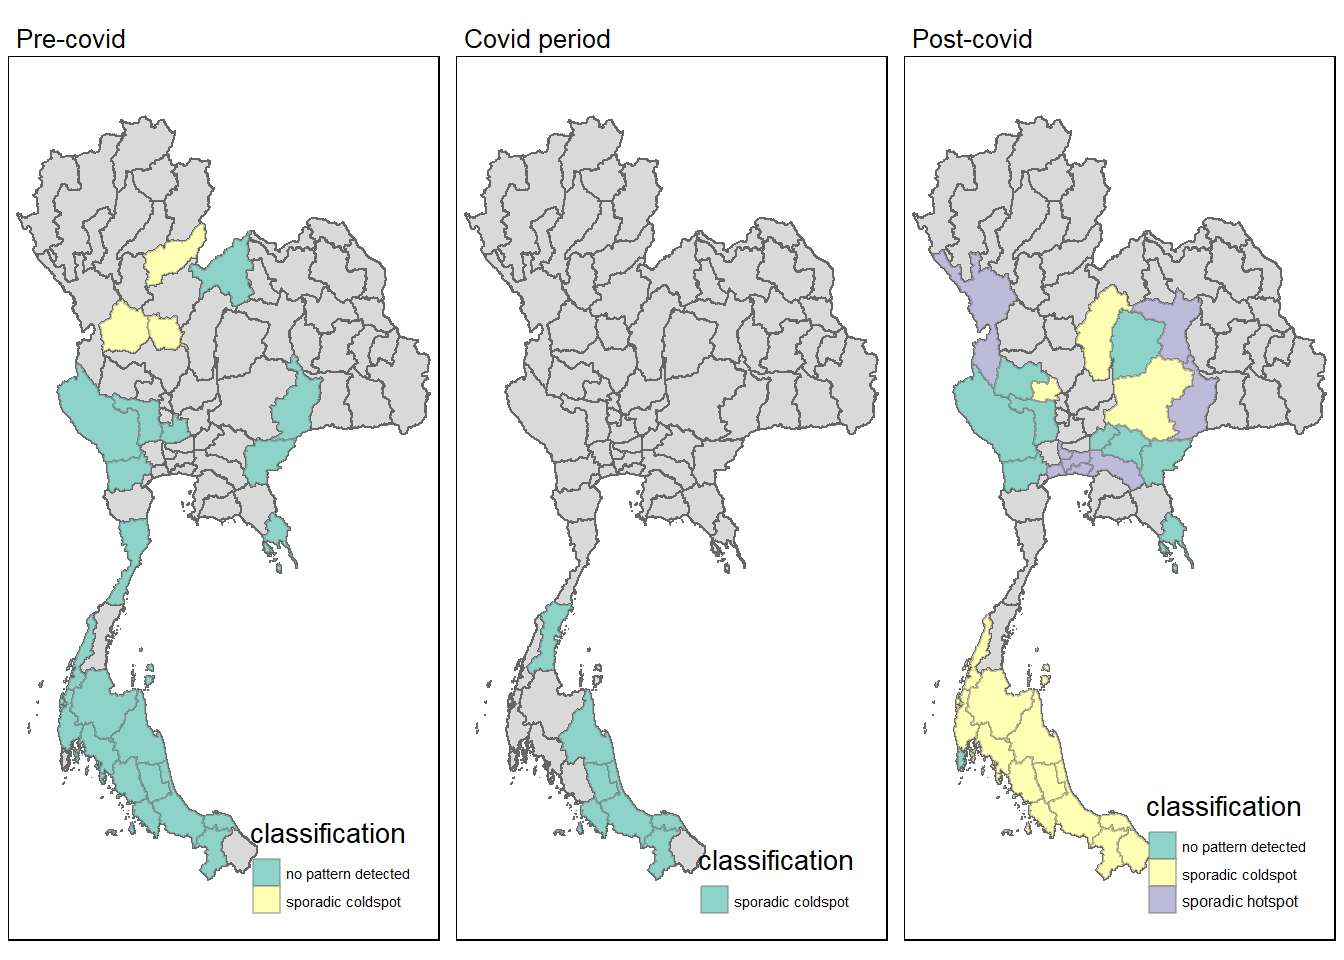 Pre-covid
Covid period
Post-covid
classification
no pattern detected
sporadic coldspot
classification
sporadic coldspot
classification
no pattern detected
sporadic coldspot
sporadic hotspot